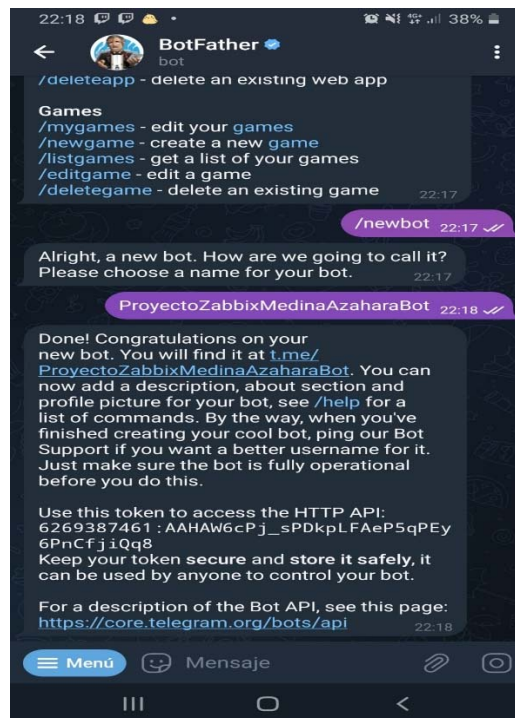 22:18
4G+ 38%
BotFather
bot
/deleteapp - delete an existing web app
Games
/mygames - edit your games
/newgame - create a new game
/listgames - get a list of your games
/editgame - edit a game
/deletegame - delete an existing game 22:17
/newbot 22:17
Alright, a new bot. How are we going to call it?
Please choose a name for your bot. 22:17
ProyectoZabbixMedinaAzaharaBot 22:18
Done! Congratulations on your
new bot. You will find it at t.me/
ProyectoZabbixMedinaAzaharaBot. You can
now add a description, about section and
profile picture for your bot, see /help for a
list of commands. By the way, when you've
finished creating your cool bot, ping our Bot
Support if you want a better username for it.
Just make sure the bot is fully operational
before you do this.
Use this token to access the HTTP API:
6269387461:AAHAW6cPj_sPDkpLFAeP5qPEy
6PnCfjiQq8
Keep your token secure and store it safely, it
can be used by anyone to control your bot.
For a description of the Bot API, see this page:
https://core.telegram.org/bots/api 22:18
Menú Mensaje